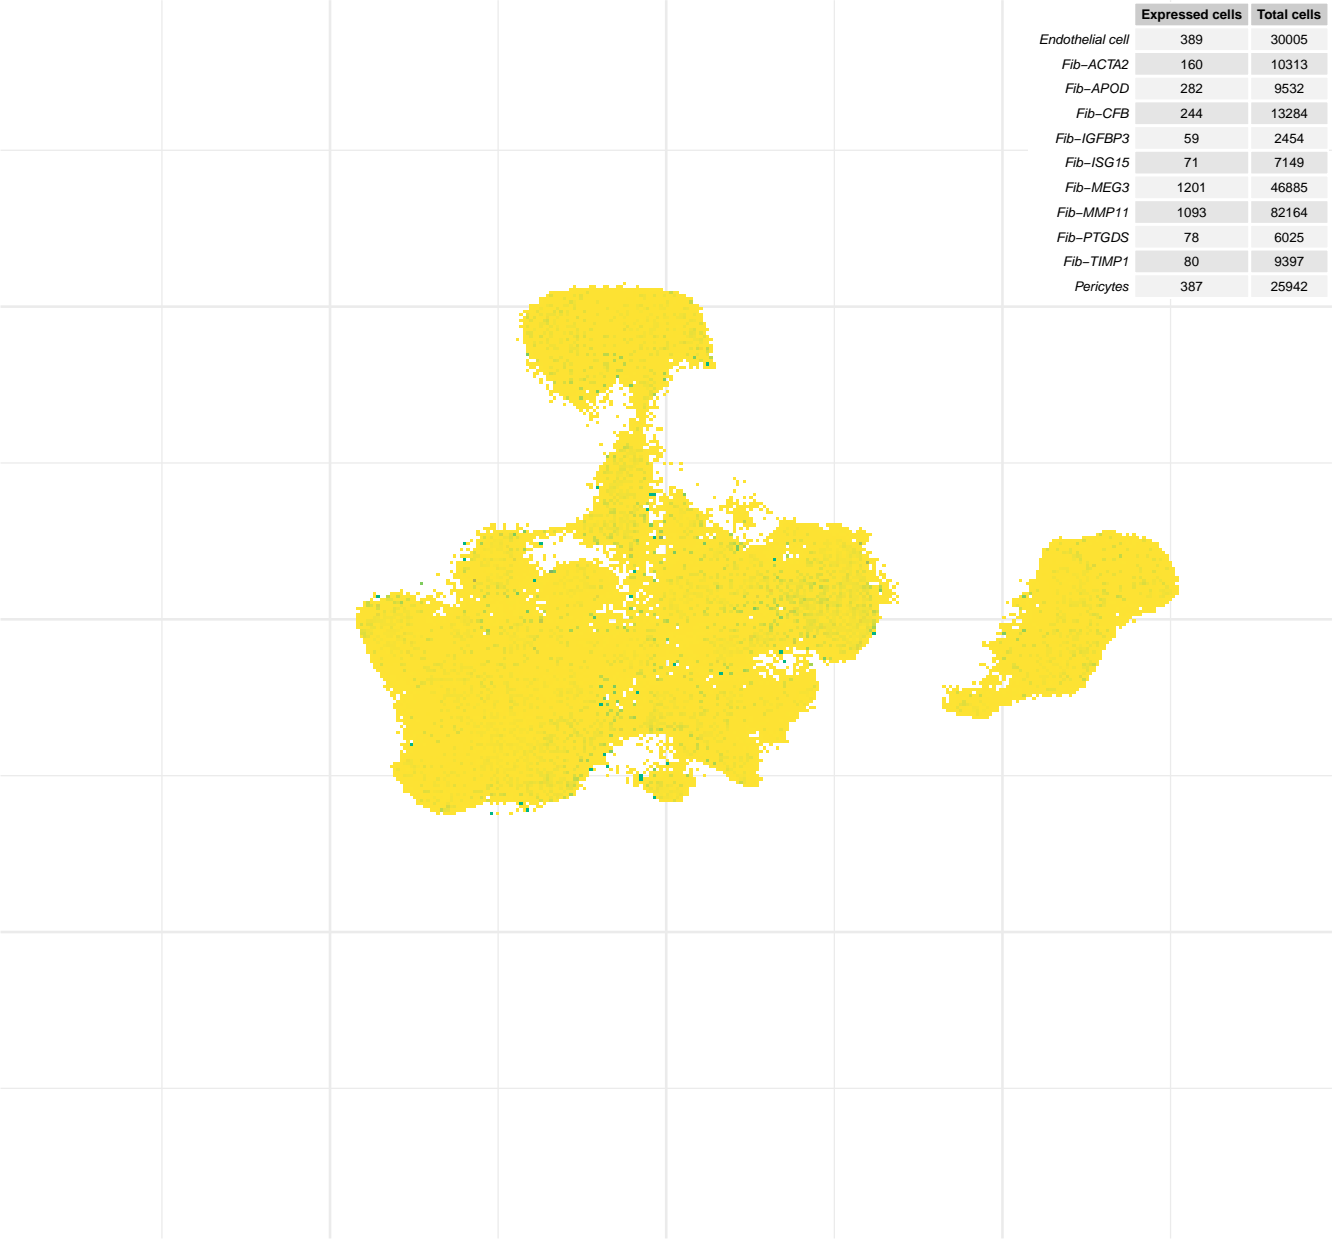 Expressed cells Total cells
Endothelial cell 389 30005
Fib−ACTA2 160 10313
Fib−APOD 282 9532
Fib−CFB 244 13284
Fib−IGFBP3 59 2454
Fib−ISG15 71 7149
Fib−MEG3 1201 46885
Fib−MMP11 1093 82164
Fib−PTGDS 78 6025
Fib−TIMP1 80 9397
Pericytes 387 25942